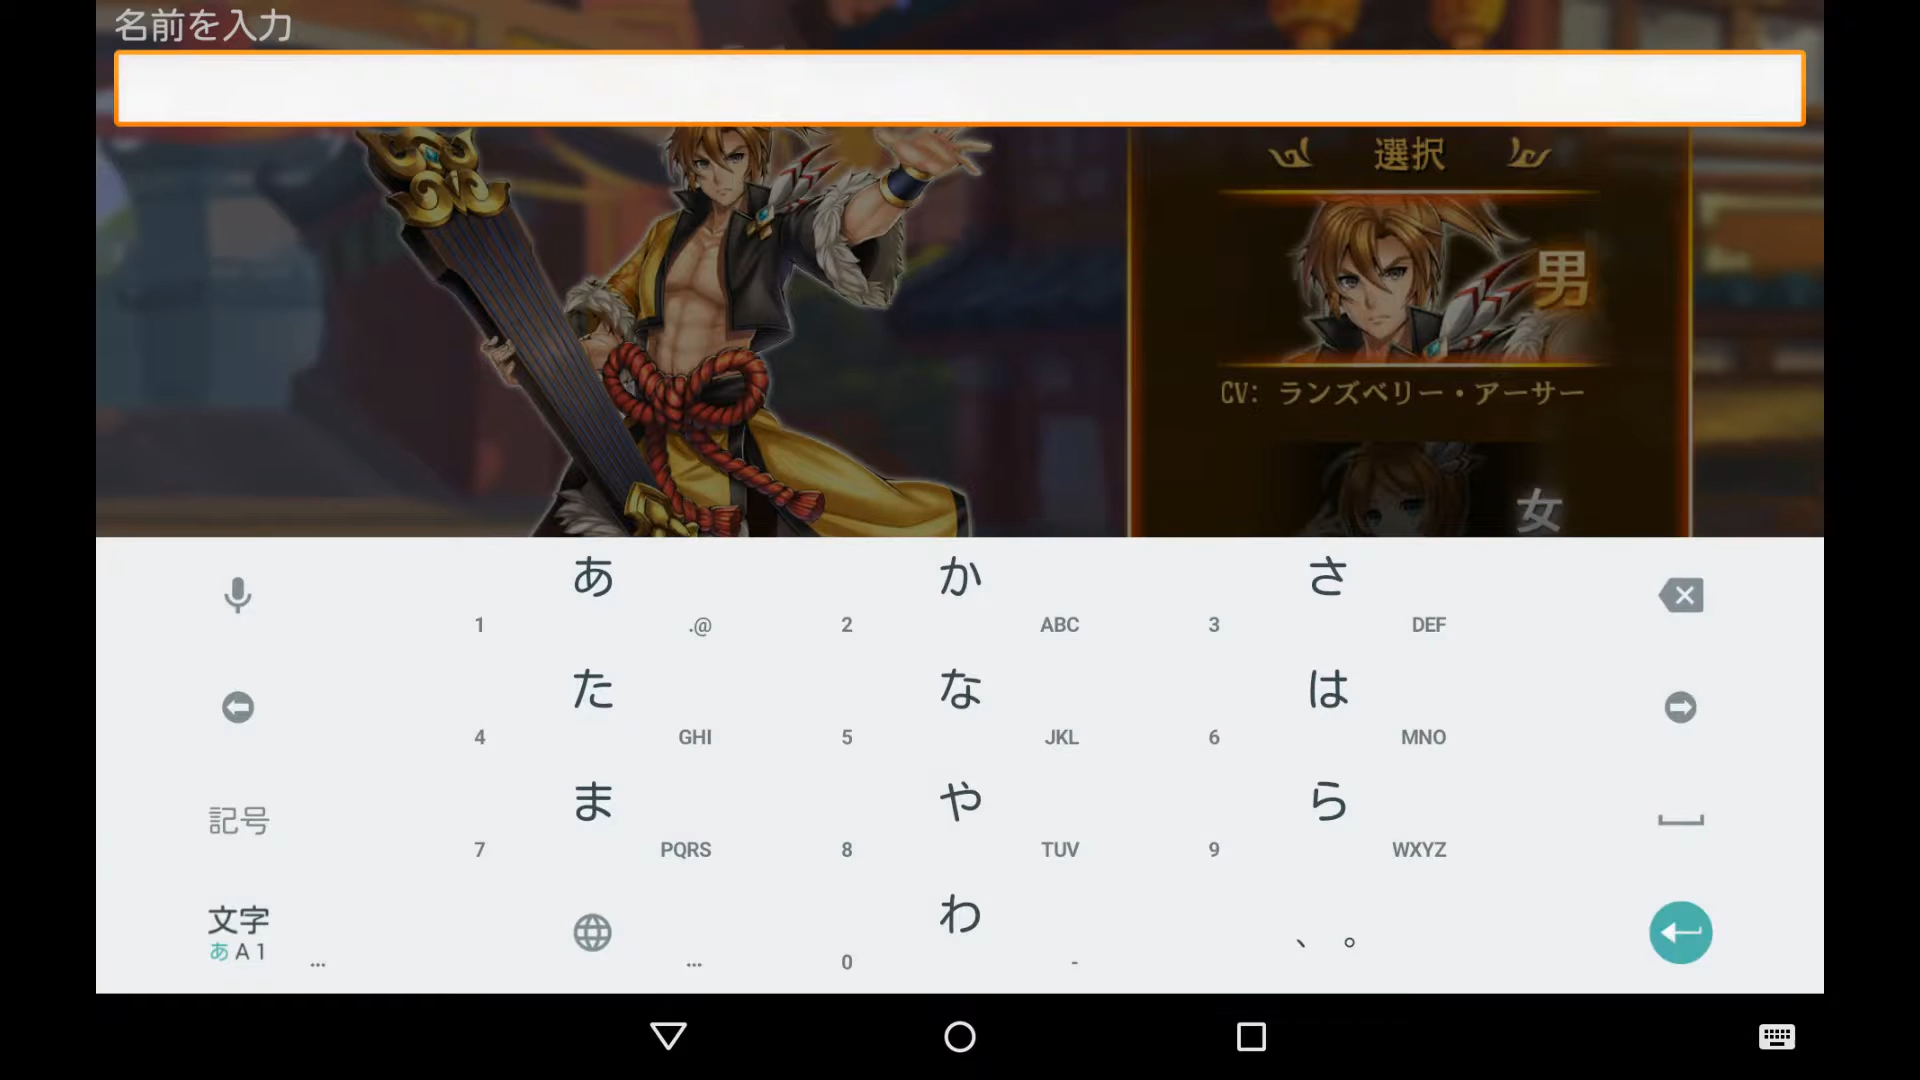 名前を入力
選択
男
CV: ランズベリー・アーサー
女
あ
1 .@
か
2 ABC
さ
3 DEF
た
4 GHI
な
5 JKL
は
6 MNO
記号
ま
7 PQRS
や
8 TUV
ら
9 WXYZ
文字
あA1 ...
...
わ
0 -
、 。